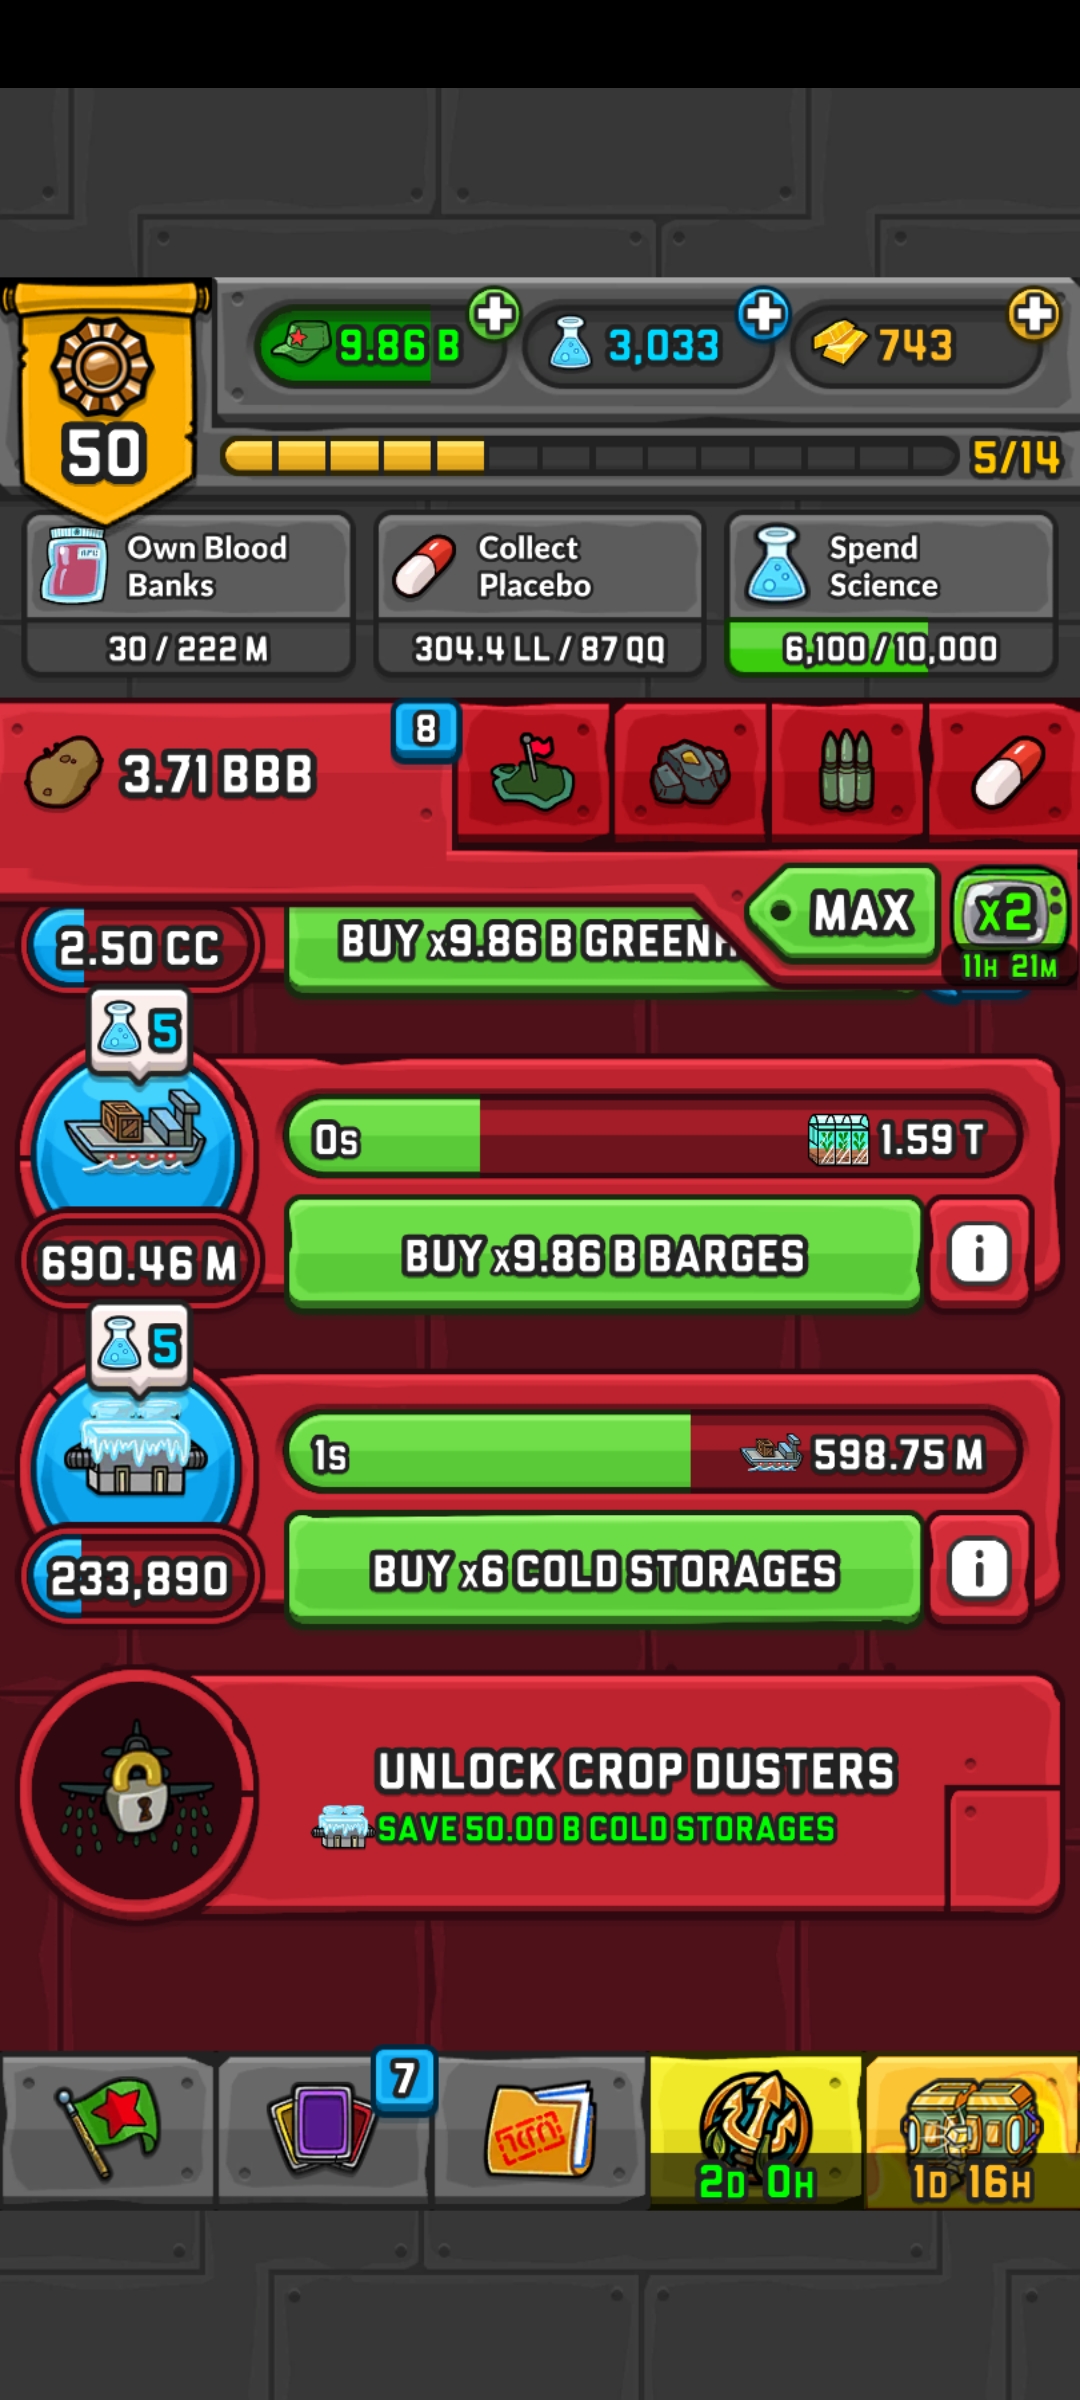 9.86 B
3,033
743
50
5/14
Own Blood
Banks
30 / 222 M
Collect
Placebo
304.4 LL / 87 QQ
Spend
Science
6,100 / 10,000
3.71 BBB
8
MAX
x2
11H 21M
2.50 CC
BUY x9.86 B GREENH
5
0s
1.59 T
690.46 M
BUY x9.86 B BARGES
i
5
1s
598.75 M
233,890
BUY x6 COLD STORAGES
i
UNLOCK CROP DUSTERS
SAVE 50.00 B COLD STORAGES
7
2D 0H
1D 16H